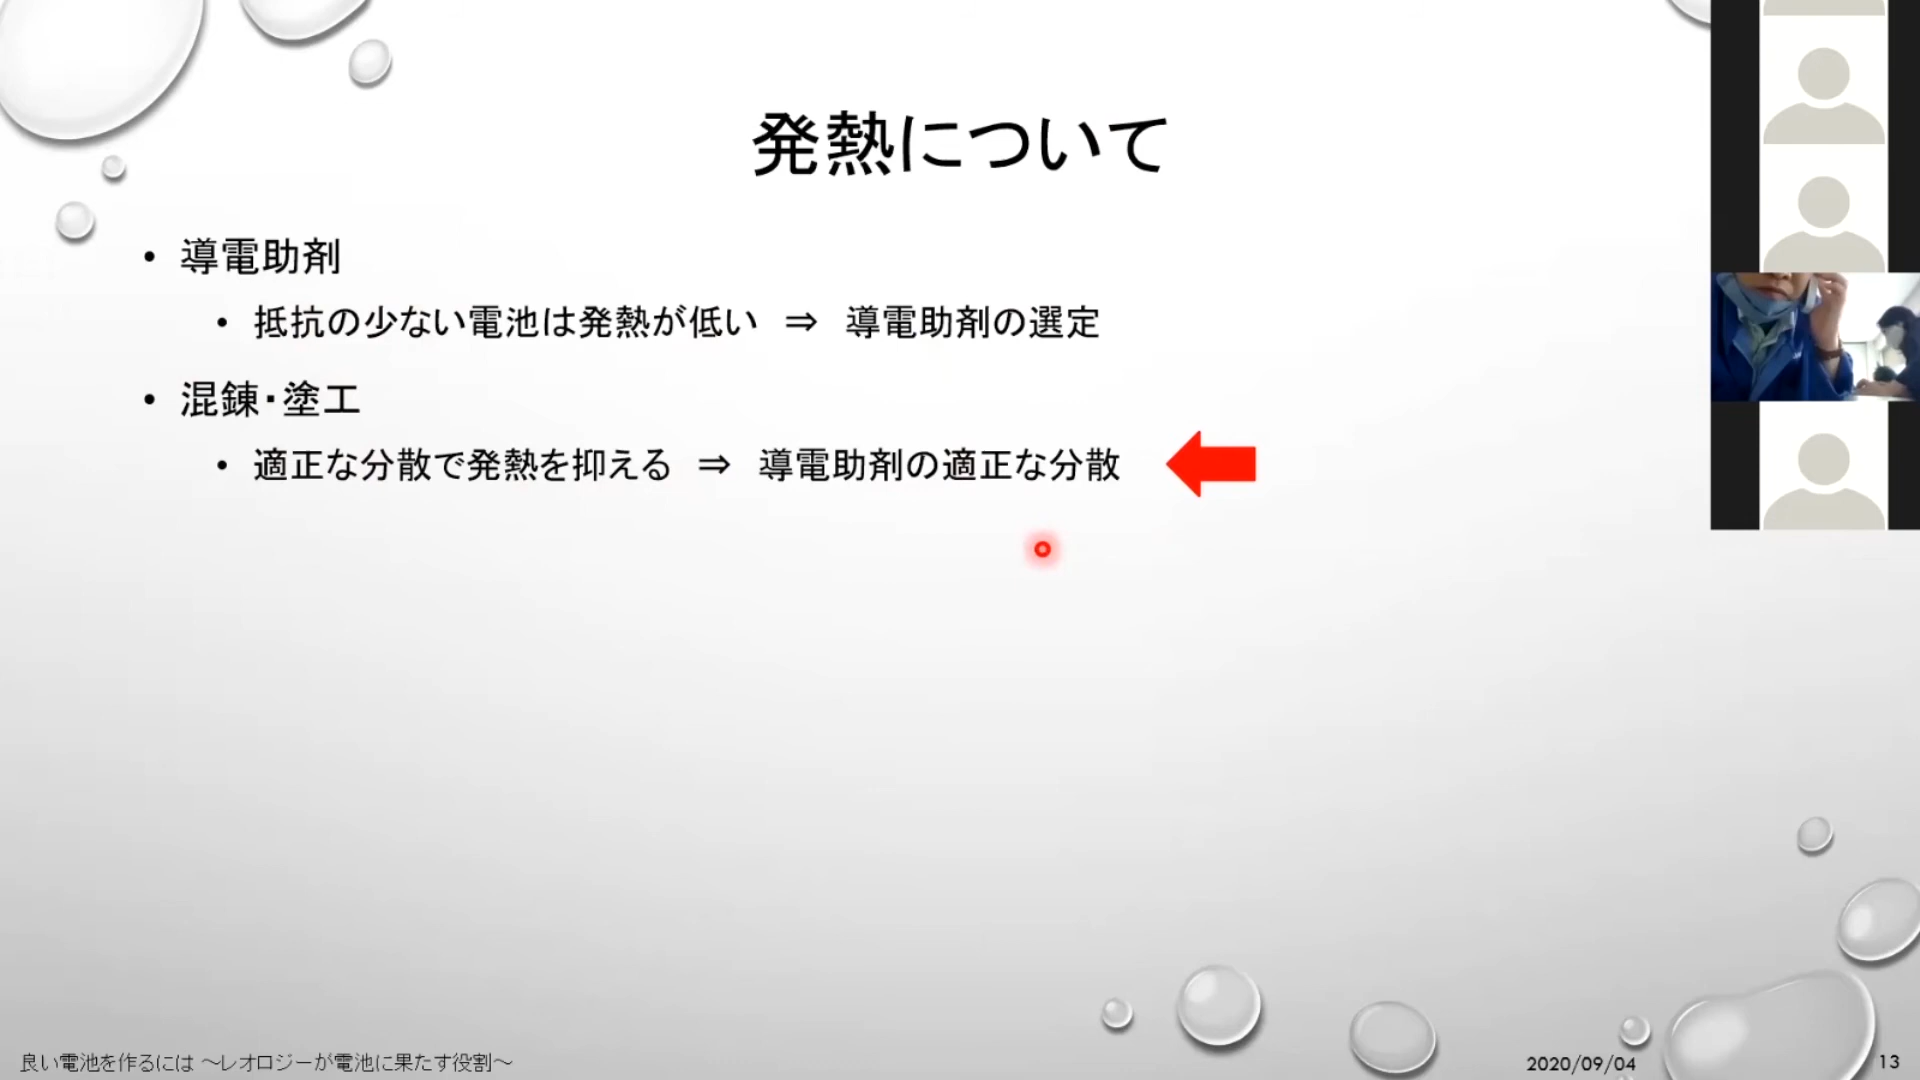 発熱について
• 導電助剤
• 抵抗の少ない電池は発熱が低い ⇒ 導電助剤の選定
• 混錬・塗工
• 適正な分散で発熱を抑える ⇒ 導電助剤の適正な分散
良い電池を作るには ～レオロジーが電池に果たす役割～
2020/09/04
13